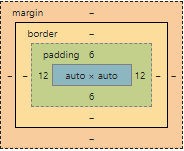 margin –
border –
padding 6
– – 12 auto × auto 12 – –
6
–
–